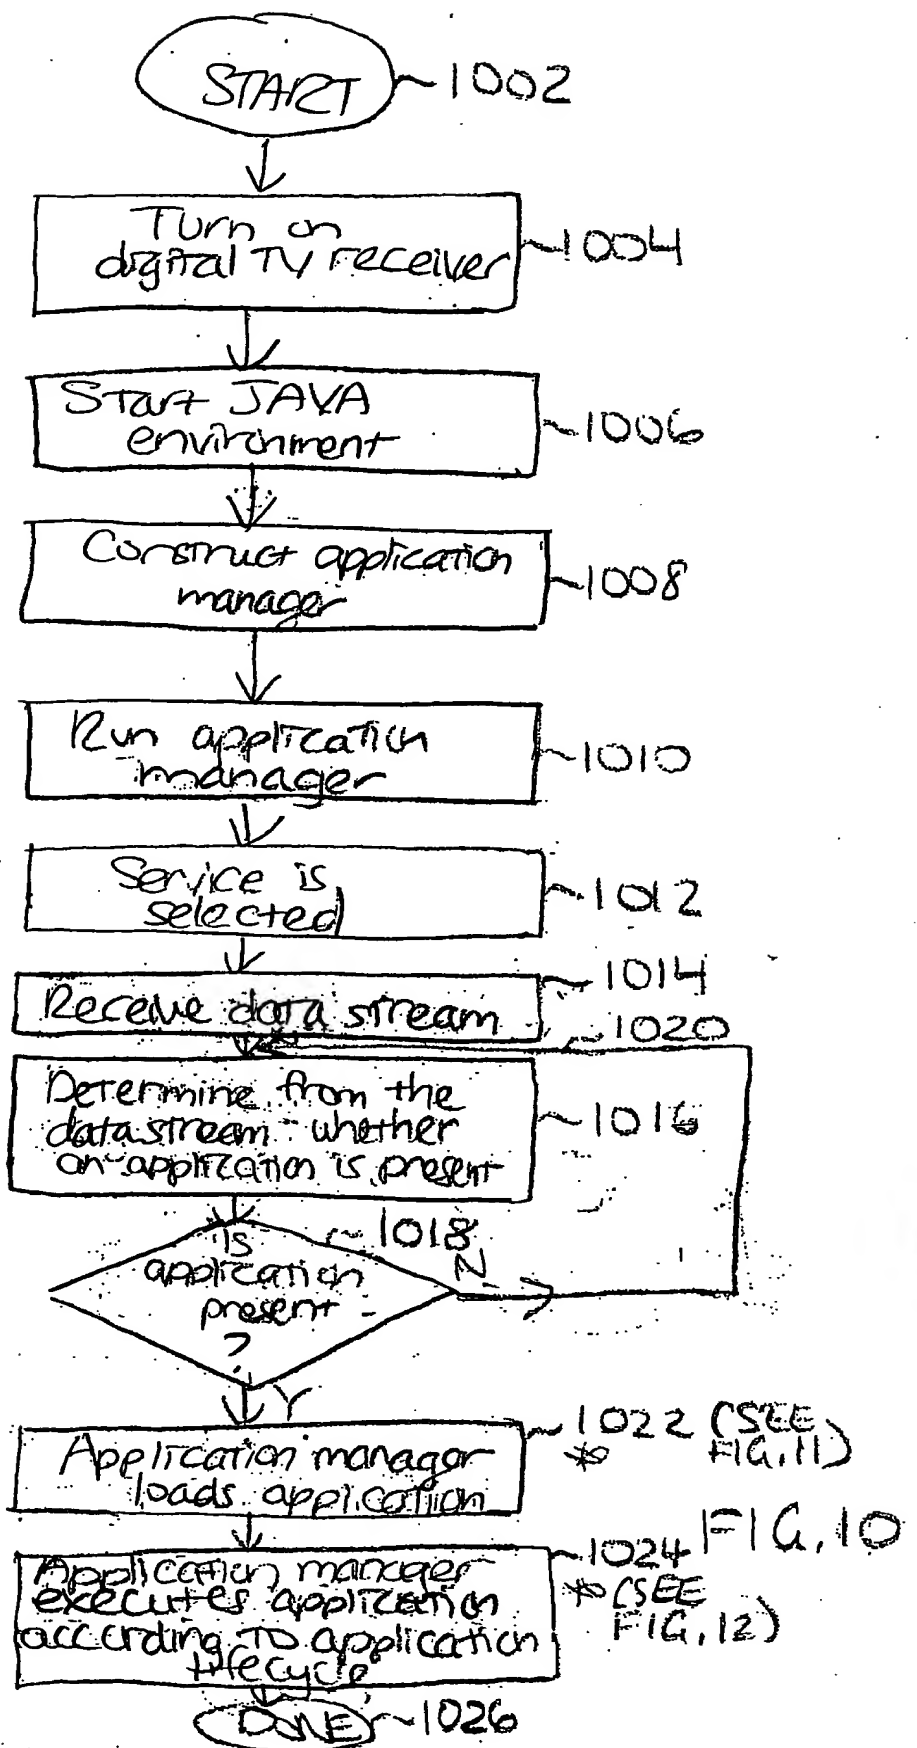 START
1002
Turn on
digital TV receiver
1004
Start JAVA
environment
1006
Construct application
manager
1008
Run application
manager
1010
Service is
selected
1012
Receive data stream
1014
1020
Determine from the
data stream whether
an application is present
1016
Is
application
present
?
1018
N
Y
Application manager
loads application
1022 (SEE
* FIG. 11)
FIG. 10
Application manager
executes application
according to application
lifecycle
1024
* (SEE
FIG. 12)
DONE
1026